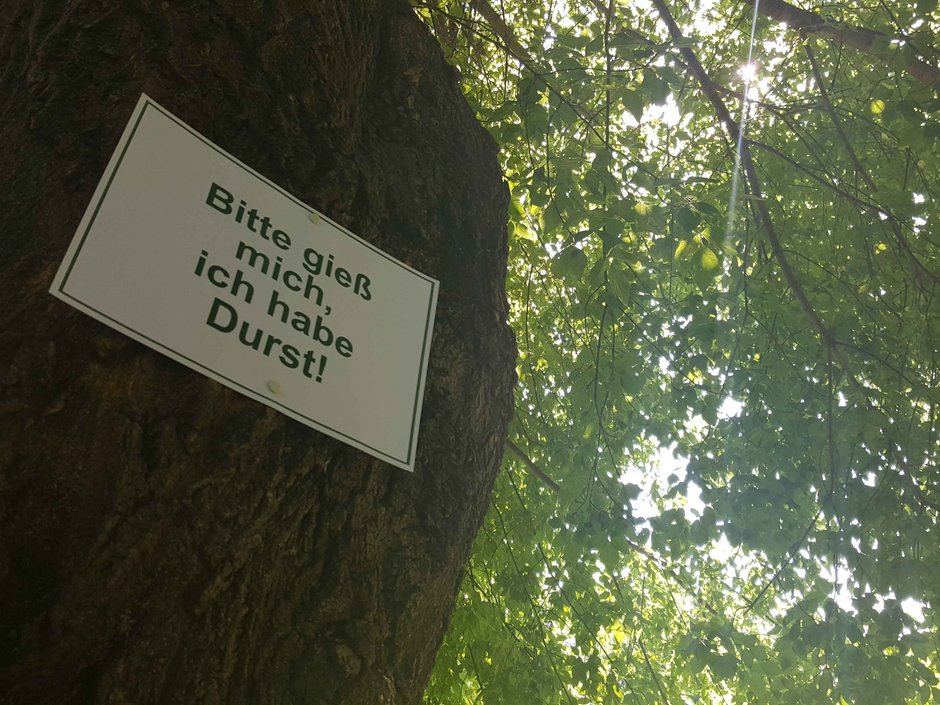 Bitte gieß
mich,
ich habe
Durst!